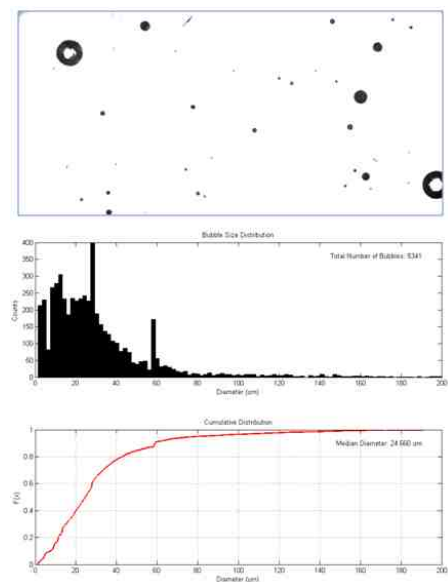 Bubble Size Distribution
Total Number of Bubbles: 9341
Counts
400
350
300
250
200
150
100
50
0
0 20 40 60 80 100 120 140 160 180 200
Diameter (um)
Cumulative Distribution
Median Diameter: 24.660 um
F(x)
1
0.8
0.6
0.4
0.2
0
0 20 40 60 80 100 120 140 160 180 200
Diameter (um)